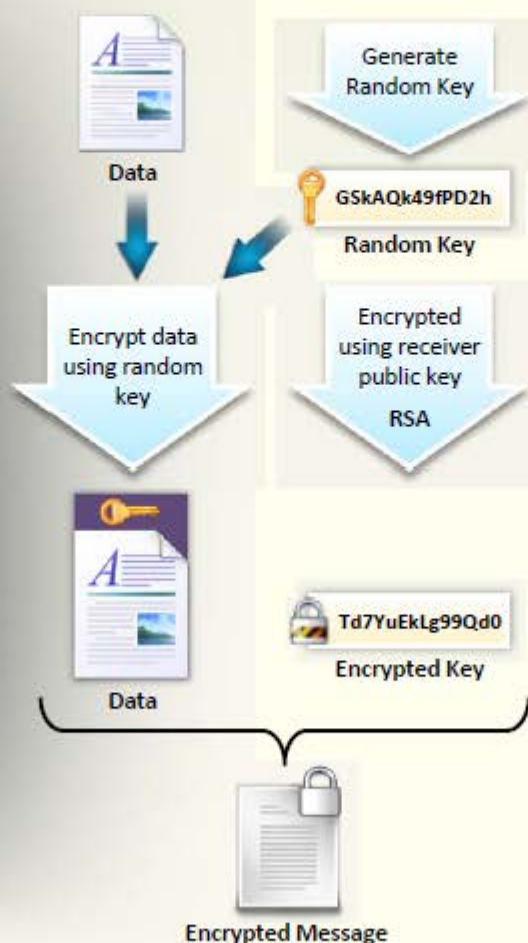 Data
Generate
Random Key
GSkAQk49fPD2h
Random Key
Encrypt data
using random
key
Encrypted
using receiver
public key
RSA
Data
Td7YuEkLg99Qd0
Encrypted Key
Encrypted Message